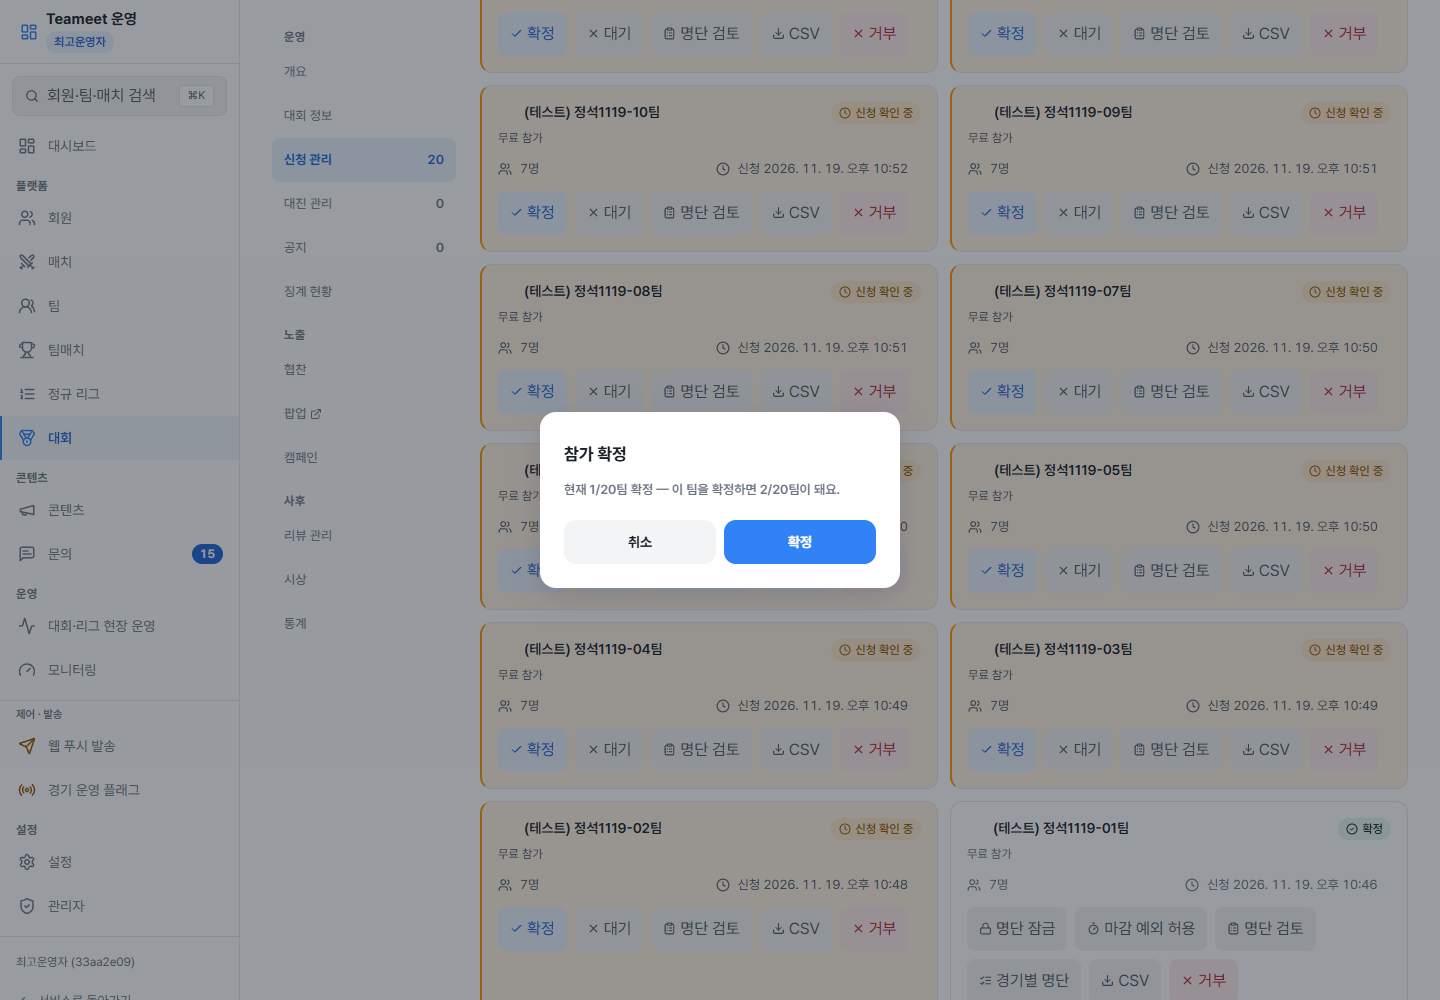 Teameet 운영
최고운영자
회원·팀·매치 검색 ⌘K
대시보드
플랫폼
회원
매치
팀
팀매치
정규 리그
대회
콘텐츠
콘텐츠
문의 15
운영
대회·리그 현장 운영
모니터링
제어 · 발송
웹 푸시 발송
경기 운영 플래그
설정
설정
관리자
최고운영자 (33aa2e09)
서비스로 돌아가기
운영
개요
대회 정보
신청 관리 20
대진 관리 0
공지 0
징계 현황
노출
협찬
팝업
캠페인
사후
리뷰 관리
시상
통계
확정 대기 명단 검토 CSV 거부
확정 대기 명단 검토 CSV 거부
(테스트) 정석1119-10팀 신청 확인 중
무료 참가
7명 신청 2026. 11. 19. 오후 10:52
확정 대기 명단 검토 CSV 거부
(테스트) 정석1119-09팀 신청 확인 중
무료 참가
7명 신청 2026. 11. 19. 오후 10:51
확정 대기 명단 검토 CSV 거부
(테스트) 정석1119-08팀 신청 확인 중
무료 참가
7명 신청 2026. 11. 19. 오후 10:51
확정 대기 명단 검토 CSV 거부
(테스트) 정석1119-07팀 신청 확인 중
무료 참가
7명 신청 2026. 11. 19. 오후 10:50
확정 대기 명단 검토 CSV 거부
(테ㅅ 중
무료 참
7명 0
확
(테스트) 정석1119-05팀 신청 확인 중
무료 참가
7명 신청 2026. 11. 19. 오후 10:50
확정 대기 명단 검토 CSV 거부
참가 확정
현재 1/20팀 확정 — 이 팀을 확정하면 2/20팀이 돼요.
취소 확정
(테스트) 정석1119-04팀 신청 확인 중
무료 참가
7명 신청 2026. 11. 19. 오후 10:49
확정 대기 명단 검토 CSV 거부
(테스트) 정석1119-03팀 신청 확인 중
무료 참가
7명 신청 2026. 11. 19. 오후 10:49
확정 대기 명단 검토 CSV 거부
(테스트) 정석1119-02팀 신청 확인 중
무료 참가
7명 신청 2026. 11. 19. 오후 10:48
확정 대기 명단 검토 CSV 거부
(테스트) 정석1119-01팀 확정
무료 참가
7명 신청 2026. 11. 19. 오후 10:46
명단 잠금 마감 예외 허용 명단 검토
경기별 명단 CSV 거부